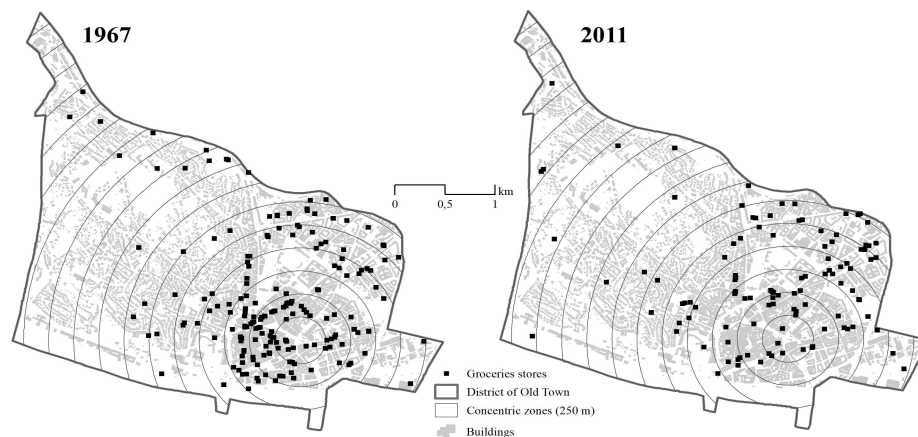 1967
2011
km
0 0,5 1
Groceries stores
District of Old Town
Concentric zones (250 m)
Buildings